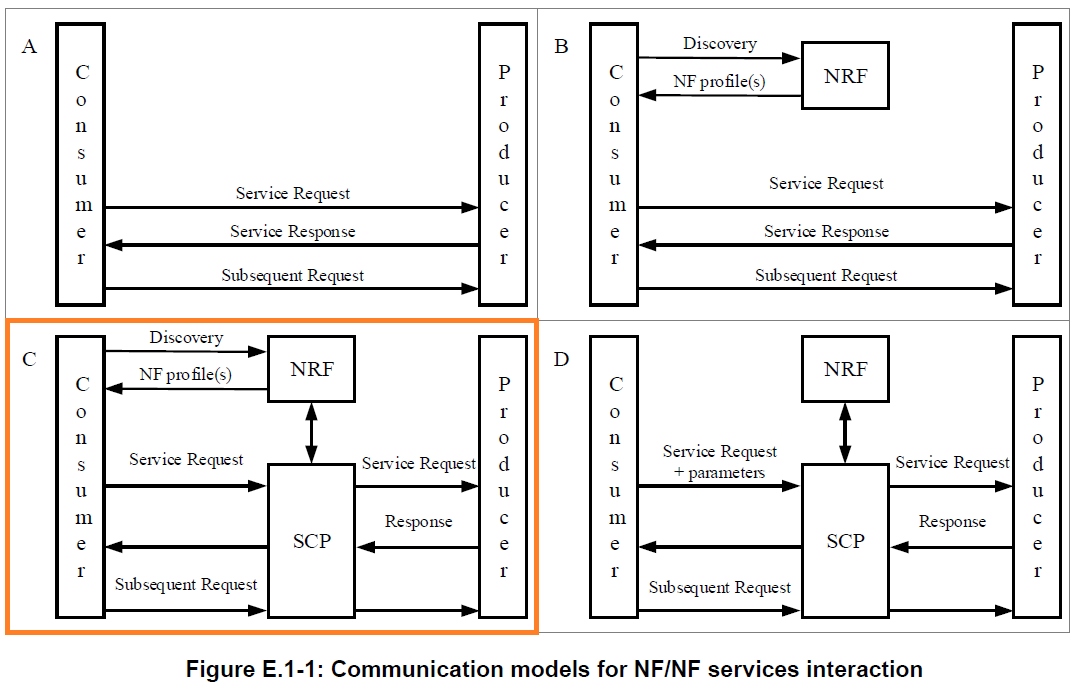 A
Consumer
Producer
Service Request
Service Response
Subsequent Request
B
Consumer
Discovery
NRF
NF profile(s)
Producer
Service Request
Service Response
Subsequent Request
C
Consumer
Discovery
NRF
NF profile(s)
Producer
Service Request
Service Request
Response
SCP
Subsequent Request
D
Consumer
NRF
Producer
Service Request
+ parameters
Service Request
Response
SCP
Subsequent Request
Figure E.1-1: Communication models for NF/NF services interaction